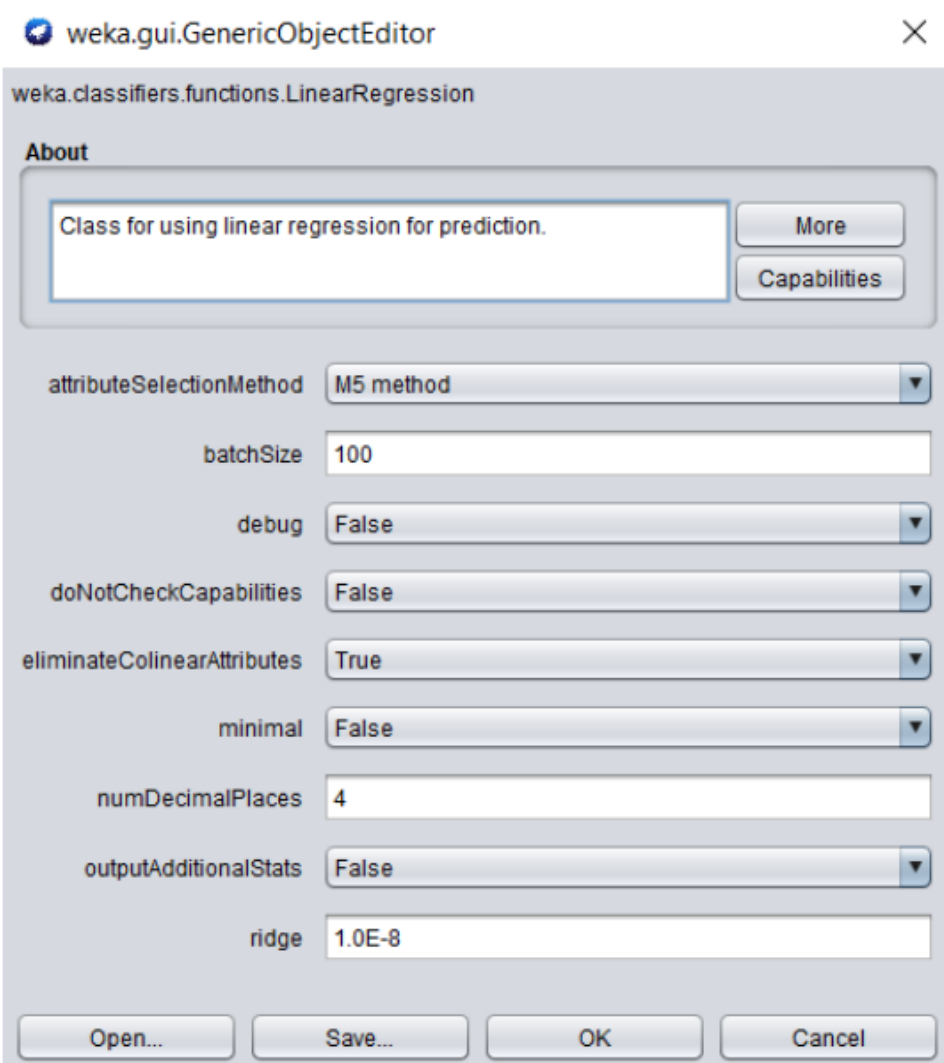 weka.gui.GenericObjectEditor
weka.classifiers.functions.LinearRegression
About
Class for using linear regression for prediction.
More
Capabilities
attributeSelectionMethod M5 method
batchSize 100
debug False
doNotCheckCapabilities False
eliminateColinearAttributes True
minimal False
numDecimalPlaces 4
outputAdditionalStats False
ridge 1.0E-8
Open... Save... OK Cancel